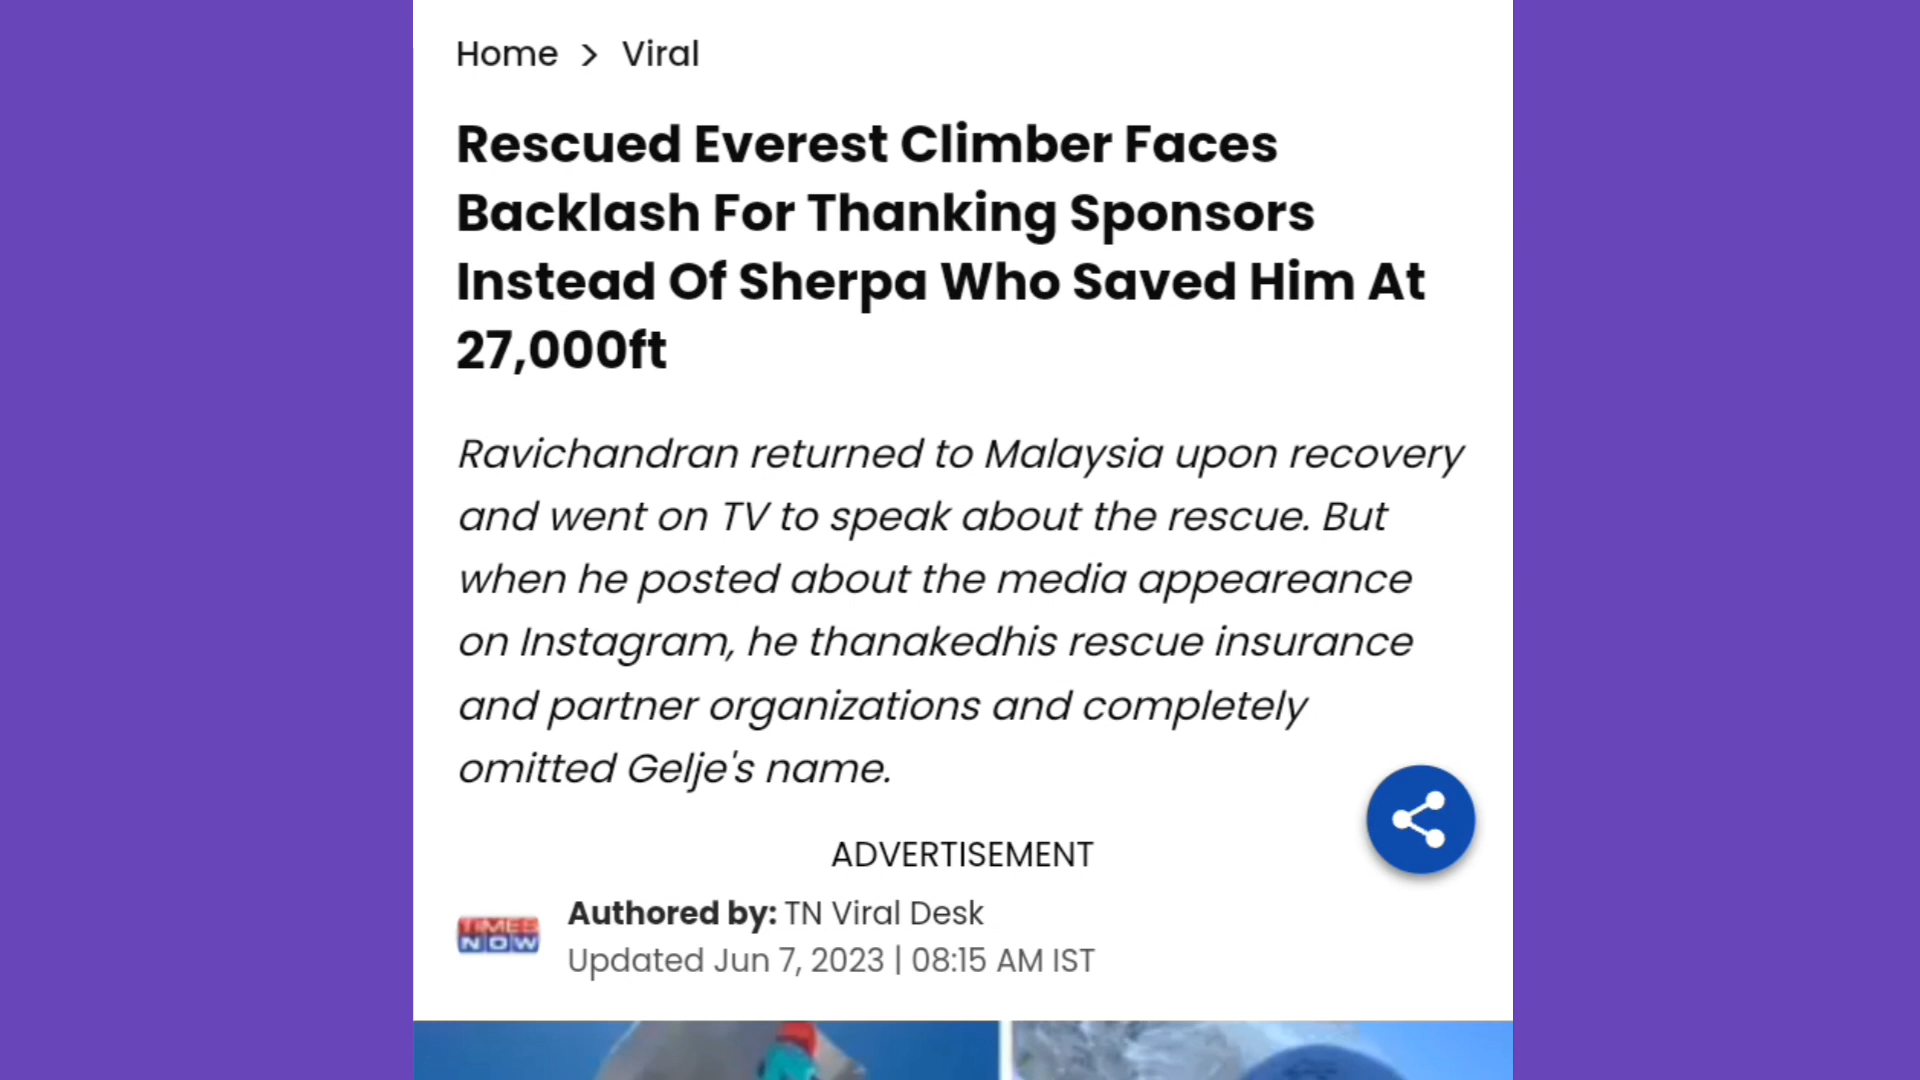 Home > Viral
Rescued Everest Climber Faces
Backlash For Thanking Sponsors
Instead Of Sherpa Who Saved Him At
27,000ft
Ravichandran returned to Malaysia upon recovery
and went on TV to speak about the rescue. But
when he posted about the media appeareance
on Instagram, he thanakedhis rescue insurance
and partner organizations and completely
omitted Gelje's name.
ADVERTISEMENT
TIMES
NOW
Authored by: TN Viral Desk
Updated Jun 7, 2023 | 08:15 AM IST